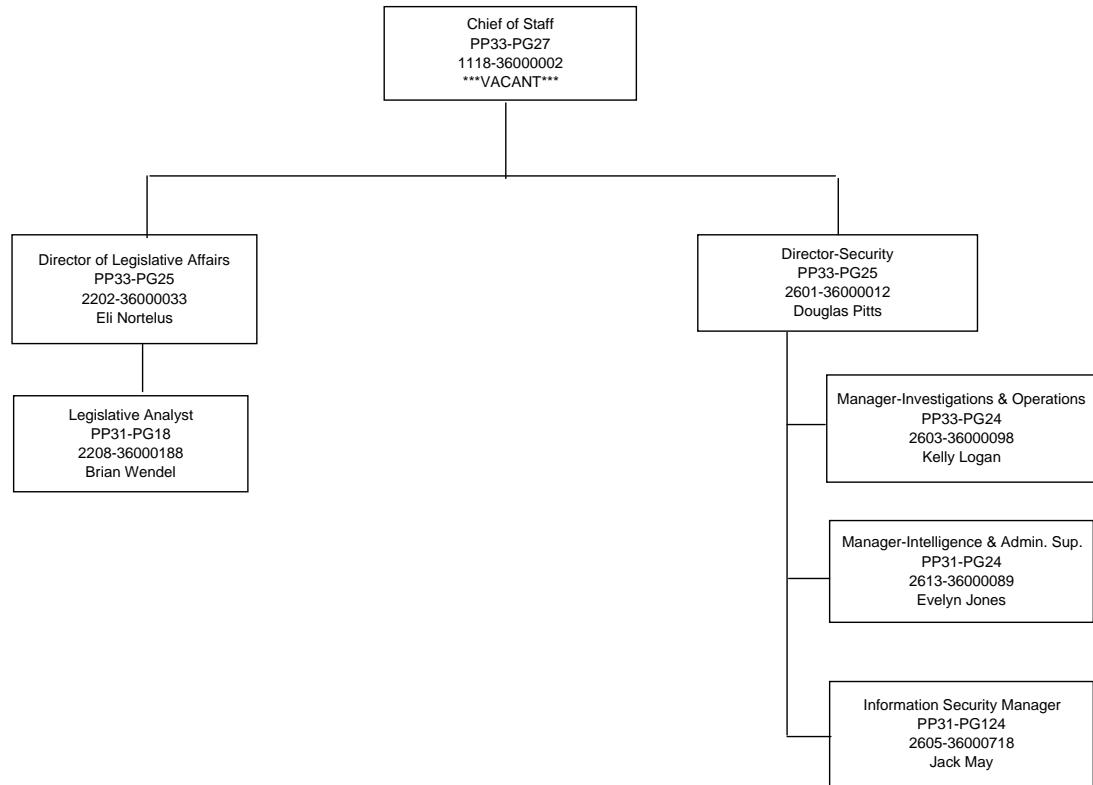 Chief of Staff
PP33-PG27
1118-36000002
***VACANT***
Director of Legislative Affairs
PP33-PG25
2202-36000033
Eli Nortelus
Director-Security
PP33-PG25
2601-36000012
Douglas Pitts
Legislative Analyst
PP31-PG18
2208-36000188
Brian Wendel
Manager-Investigations & Operations
PP33-PG24
2603-36000098
Kelly Logan
Manager-Intelligence & Admin. Sup.
PP31-PG24
2613-36000089
Evelyn Jones
Information Security Manager
PP31-PG124
2605-36000718
Jack May